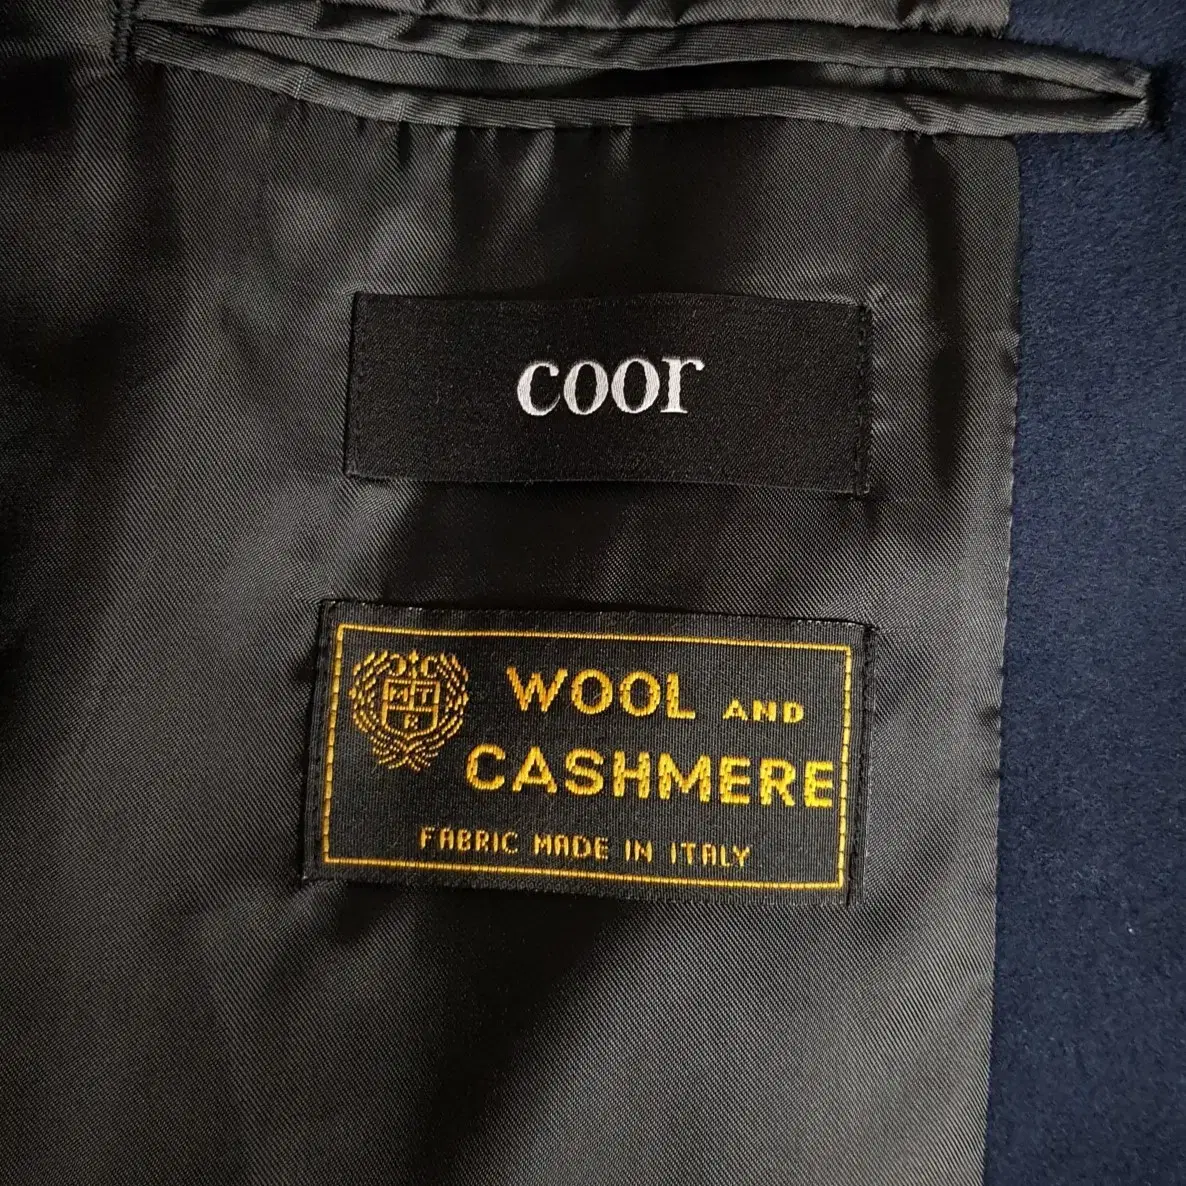 coor
WOOL AND
CASHMERE
FABRIC MADE IN ITALY